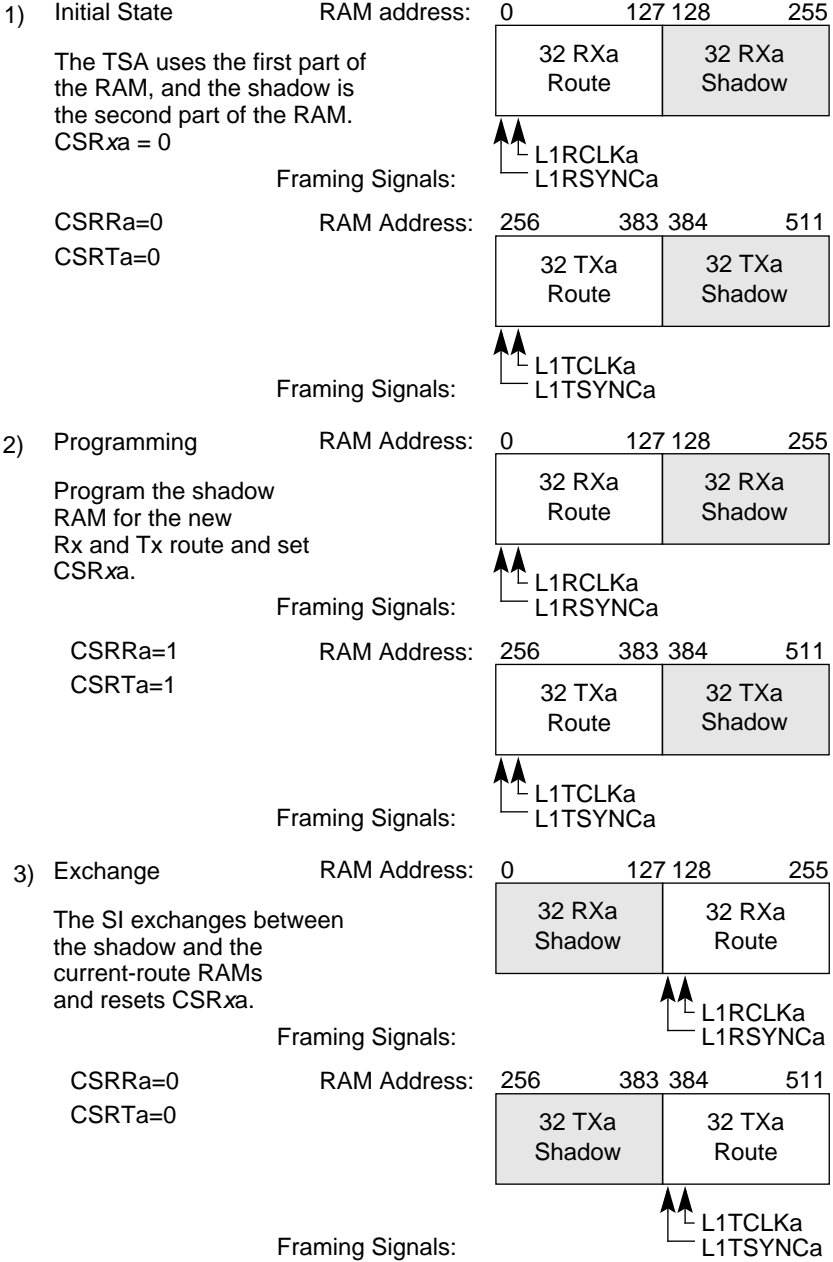 1) Initial State RAM address: 0 127 128 255
The TSA uses the first part of
the RAM, and the shadow is
the second part of the RAM.
CSRxa = 0
32 RXa
Route
32 RXa
Shadow
L1RCLKa
Framing Signals: L1RSYNCa
CSRRa=0 RAM Address: 256 383 384 511
CSRTa=0
32 TXa
Route
32 TXa
Shadow
L1TCLKa
Framing Signals: L1TSYNCa
2) Programming RAM Address: 0 127 128 255
Program the shadow
RAM for the new
Rx and Tx route and set
CSRxa.
32 RXa
Route
32 RXa
Shadow
L1RCLKa
Framing Signals: L1RSYNCa
CSRRa=1 RAM Address: 256 383 384 511
CSRTa=1
32 TXa
Route
32 TXa
Shadow
L1TCLKa
Framing Signals: L1TSYNCa
3) Exchange RAM Address: 0 127 128 255
The SI exchanges between
the shadow and the
current-route RAMs
and resets CSRxa.
32 RXa
Shadow
32 RXa
Route
L1RCLKa
Framing Signals: L1RSYNCa
CSRRa=0 RAM Address: 256 383 384 511
CSRTa=0
32 TXa
Shadow
32 TXa
Route
L1TCLKa
Framing Signals: L1TSYNCa